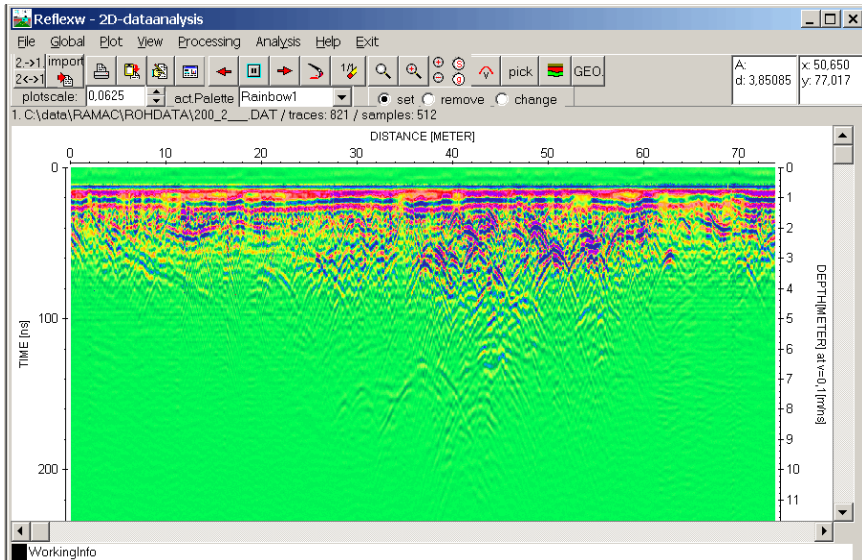 Reflexw - 2D-dataanalysis
File Global Plot View Processing Analysis Help Exit
2.->1. import 1/f S g pick GEO. A: x: 50,650
2<->1 d: 3,85085 y: 77,017
plotscale: 0,0625 act.Palette Rainbow1 set remove change
1. C:\data\RAMAC\ROHDATA\200_2___.DAT / traces: 821 / samples: 512
DISTANCE [METER]
0 10 20 30 40 50 60 70
0 0
1
2
3
4
100 5
6
7
8
9
200 10
11
TIME [ns]
DEPTH[METER] at v=0,1[m/ns]
WorkingInfo